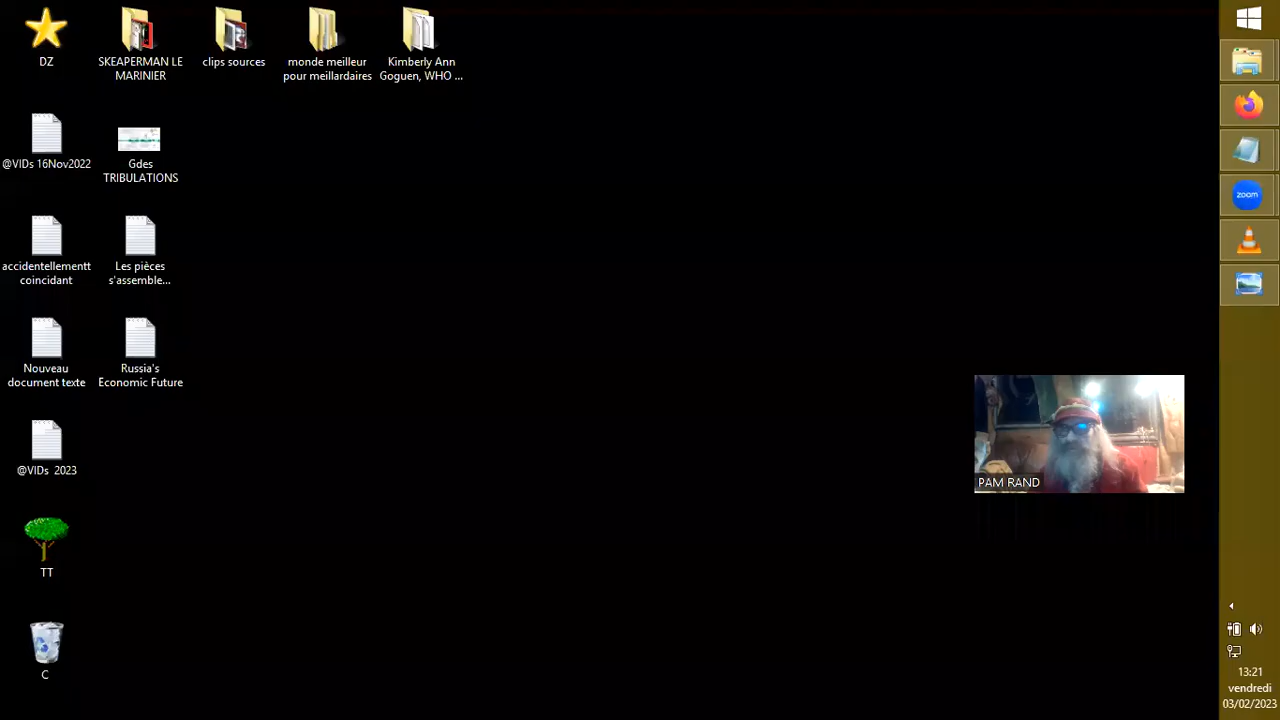 DZ
SKEAPERMAN LE
MARINIER
clips sources
monde meilleur
pour meillardaires
Kimberly Ann
Goguen, WHO ...
@VIDs 16Nov2022
Gdes
TRIBULATIONS
accidentellementt
coincidant
Les pièces
s'assemble...
Nouveau
document texte
Russia's
Economic Future
@VIDs 2023
TT
C
zoom
PAM RAND
13:21
vendredi
03/02/2023